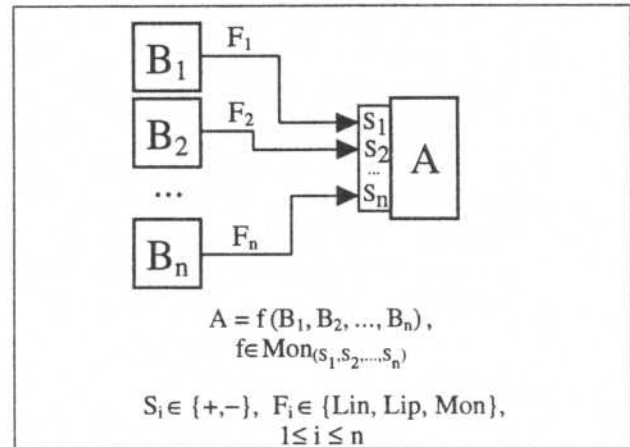 B₁ F₁
S₁
B₂ F₂ S₂ A
...
... Sₙ
Bₙ Fₙ
A = f (B₁, B₂, ..., Bₙ) ,
f∈Mon(S₁,S₂,...,Sₙ)
Sᵢ ∈ {+,−}, Fᵢ ∈ {Lin, Lip, Mon},
1≤ i ≤ n